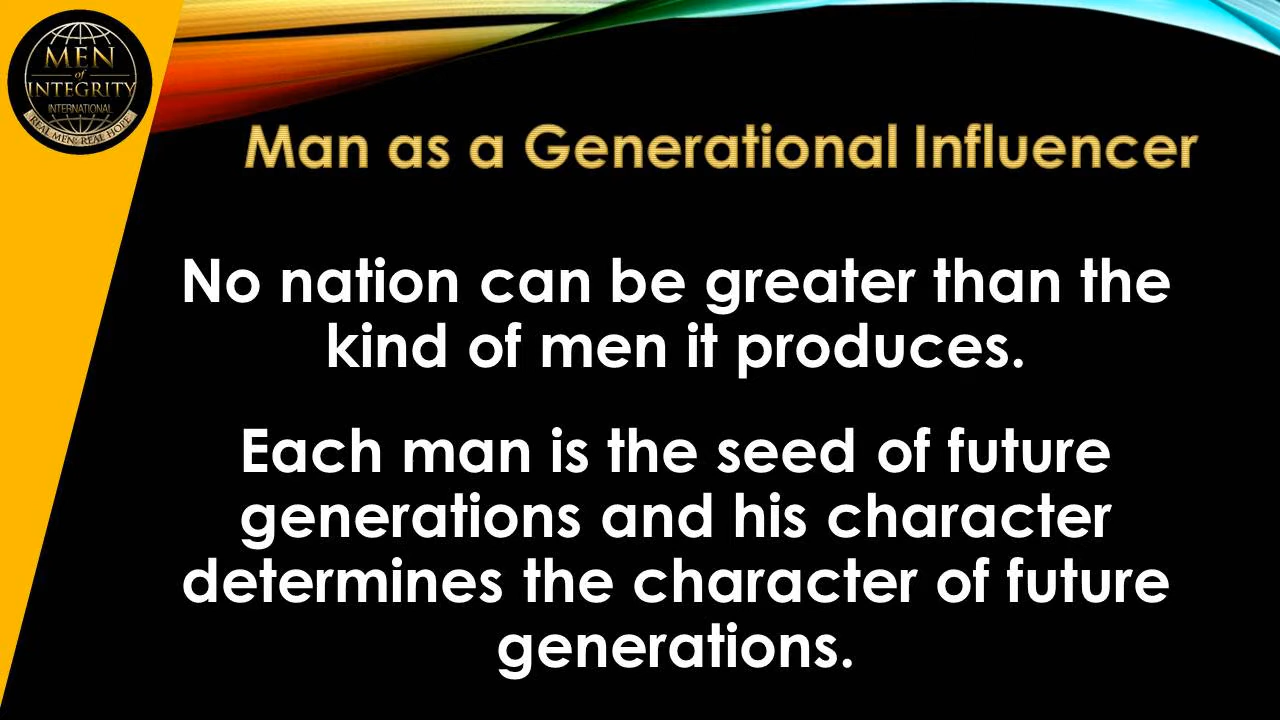 MEN
of
INTEGRITY
INTERNATIONAL
REAL MEN: REAL HOPE
Man as a Generational Influencer
No nation can be greater than the
kind of men it produces.
Each man is the seed of future
generations and his character
determines the character of future
generations.